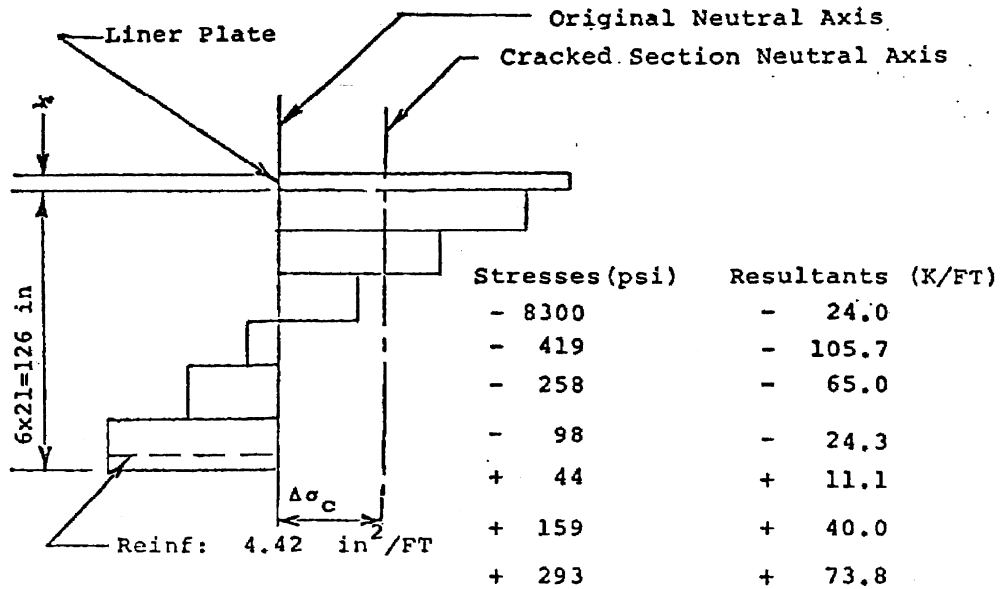 Original Neutral Axis
Liner Plate
Cracked Section Neutral Axis
6x21=126 in
Stresses(psi) Resultants (K/FT)
- 8300 - 24.0
- 419 - 105.7
- 258 - 65.0
- 98 - 24.3
+ 44 + 11.1
Δσc
+ 159 + 40.0
Reinf: 4.42 in²/FT
+ 293 + 73.8